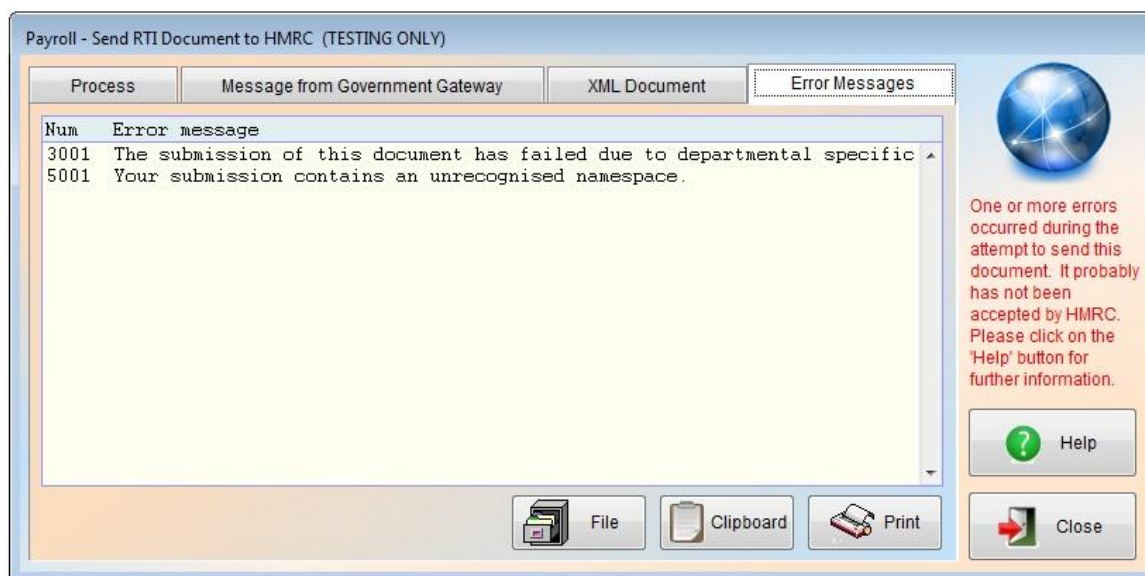 Payroll - Send RTI Document to HMRC (TESTING ONLY)
Process
Message from Government Gateway
XML Document
Error Messages
Num Error message
3001 The submission of this document has failed due to departmental specific
5001 Your submission contains an unrecognised namespace.
One or more errors
occurred during the
attempt to send this
document. It probably
has not been
accepted by HMRC.
Please click on the
'Help' button for
further information.
Help
File
Clipboard
Print
Close